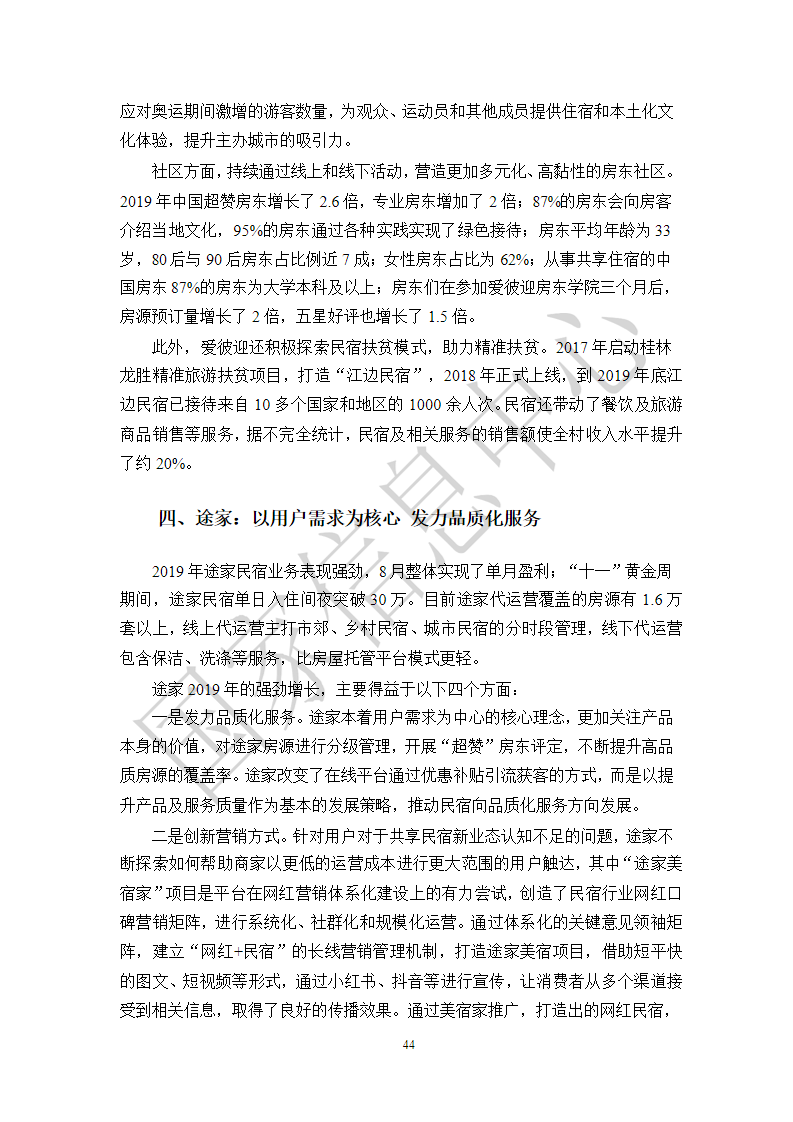 应对奥运期间激增的游客数量，为观众、运动员和其他成员提供住宿和本土化文
化体验，提升主办城市的吸引力。
社区方面，持续通过线上和线下活动，营造更加多元化、高黏性的房东社区。
2019 年中国超赞房东增长了 2.6 倍，专业房东增加了 2 倍；87%的房东会向房客
介绍当地文化，95%的房东通过各种实践实现了绿色接待；房东平均年龄为 33
岁，80 后与 90 后房东占比例近 7 成；女性房东占比为 62%；从事共享住宿的中
国房东 87%的房东为大学本科及以上；房东们在参加爱彼迎房东学院三个月后，
房源预订量增长了 2 倍，五星好评也增长了 1.5 倍。
此外，爱彼迎还积极探索民宿扶贫模式，助力精准扶贫。2017 年启动桂林
龙胜精准旅游扶贫项目，打造“江边民宿”，2018 年正式上线，到 2019 年底江
边民宿已接待来自 10 多个国家和地区的 1000 余人次。民宿还带动了餐饮及旅游
商品销售等服务，据不完全统计，民宿及相关服务的销售额使全村收入水平提升
了约 20%。
四、途家：以用户需求为核心 发力品质化服务
2019 年途家民宿业务表现强劲，8 月整体实现了单月盈利；“十一”黄金周
期间，途家民宿单日入住间夜突破 30 万。目前途家代运营覆盖的房源有 1.6 万
套以上，线上代运营主打市郊、乡村民宿、城市民宿的分时段管理，线下代运营
包含保洁、洗涤等服务，比房屋托管平台模式更轻。
途家 2019 年的强劲增长，主要得益于以下四个方面：
一是发力品质化服务。途家本着用户需求为中心的核心理念，更加关注产品
本身的价值，对途家房源进行分级管理，开展“超赞”房东评定，不断提升高品
质房源的覆盖率。途家改变了在线平台通过优惠补贴引流获客的方式，而是以提
升产品及服务质量作为基本的发展策略，推动民宿向品质化服务方向发展。
二是创新营销方式。针对用户对于共享民宿新业态认知不足的问题，途家不
断探索如何帮助商家以更低的运营成本进行更大范围的用户触达，其中“途家美
宿家”项目是平台在网红营销体系化建设上的有力尝试，创造了民宿行业网红口
碑营销矩阵，进行系统化、社群化和规模化运营。通过体系化的关键意见领袖矩
阵，建立“网红+民宿”的长线营销管理机制，打造途家美宿项目，借助短平快
的图文、短视频等形式，通过小红书、抖音等进行宣传，让消费者从多个渠道接
受到相关信息，取得了良好的传播效果。通过美宿家推广，打造出的网红民宿，
44
国家信息中心